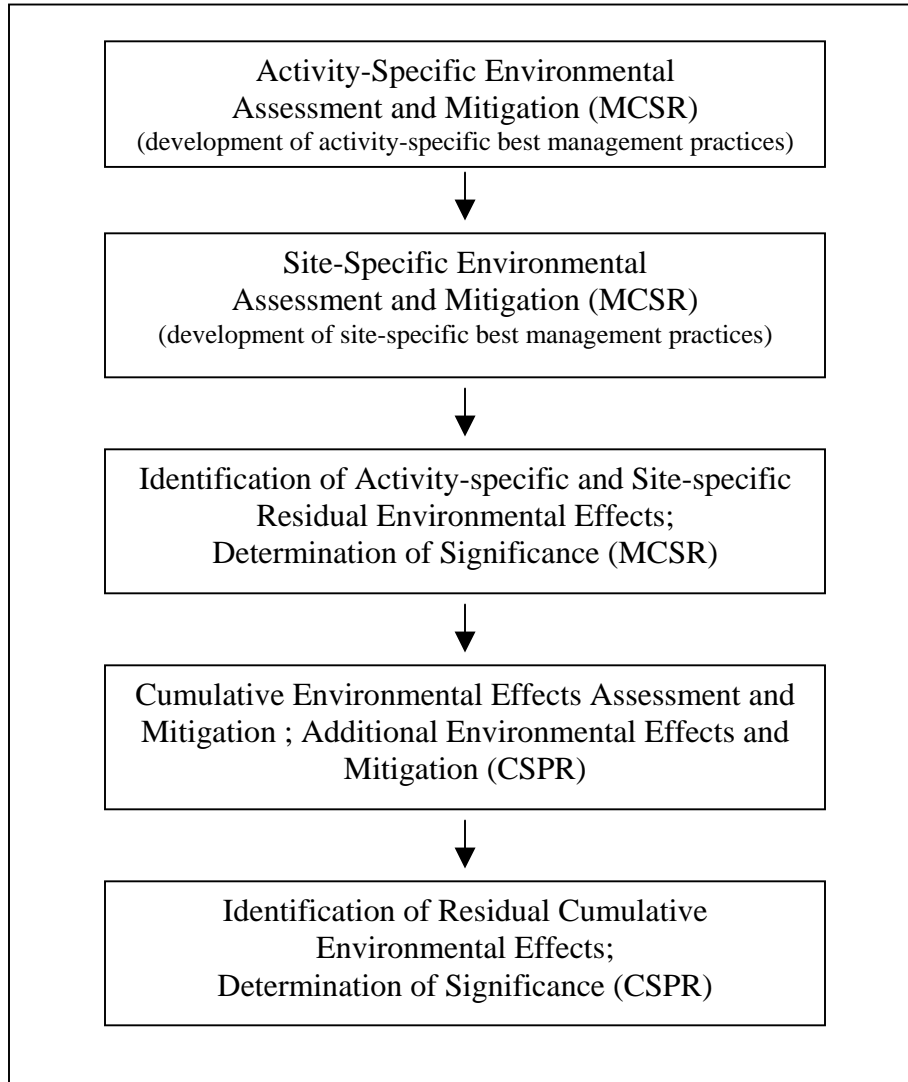 Activity-Specific Environmental
Assessment and Mitigation (MCSR)
(development of activity-specific best management practices)
Site-Specific Environmental
Assessment and Mitigation (MCSR)
(development of site-specific best management practices)
Identification of Activity-specific and Site-specific
Residual Environmental Effects;
Determination of Significance (MCSR)
Cumulative Environmental Effects Assessment and
Mitigation ; Additional Environmental Effects and
Mitigation (CSPR)
Identification of Residual Cumulative
Environmental Effects;
Determination of Significance (CSPR)